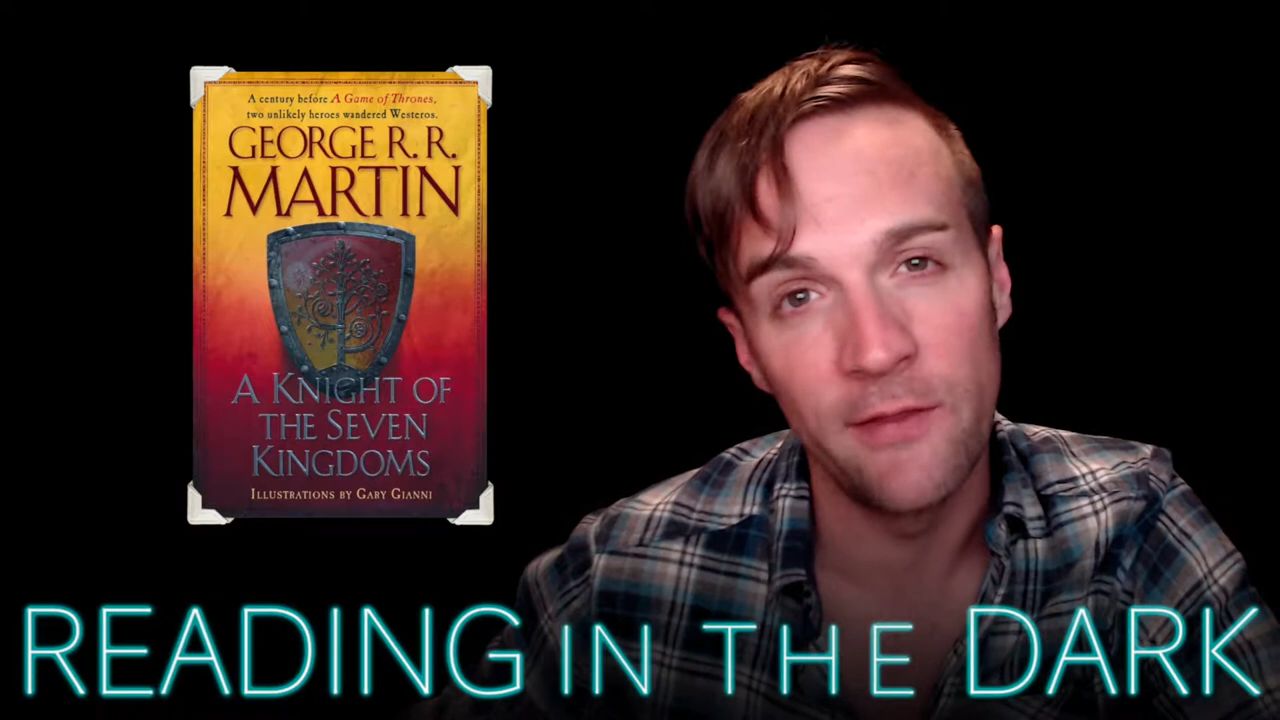 A century before A Game of Thrones,
two unlikely heroes wandered Westeros.
GEORGE R. R.
MARTIN
A KNIGHT OF
THE SEVEN
KINGDOMS
ILLUSTRATIONS BY GARY GIANNI
READING IN THE DARK